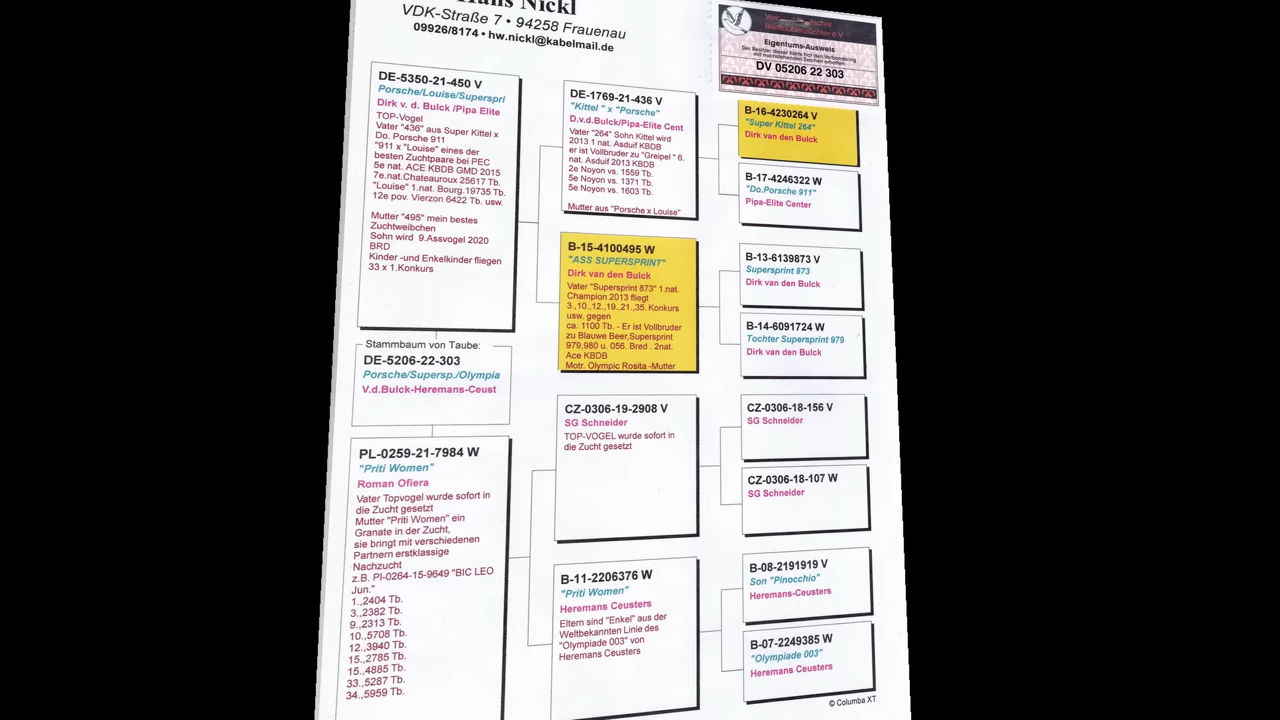 Hans Nickl
VDK-Straße 7 • 94258 Frauenau
09926/8174 • hw.nickl@kabelmail.de
Eigentums-Ausweis
Der Besitzer dieser Karte hat den Verbandsring
mit nachstehenden Zeichen erhalten:
DV 05206 22 303
DE-5350-21-450 V
Porsche/Louise/Superspri
Dirk v. d. Bulck /Pipa Elite
TOP-Vogel
Vater "436" aus Super Kittel x
Do. Porsche 911
"911 x "Louise" eines der
besten Zuchtpaare bei PEC
5e nat. ACE KBDB GMD 2015
7e.nat.Chateauroux 25617 Tb.
"Louise" 1.nat. Bourg.19735 Tb.
12e pov. Vierzon 6422 Tb. usw.
Mutter "495" mein bestes
Zuchtweibchen
Sohn wird 9.Assvogel 2020
BRD
Kinder -und Enkelkinder fliegen
33 x 1.Konkurs
Stammbaum von Taube:
DE-5206-22-303
Porsche/Supersp./Olympia
V.d.Bulck-Heremans-Ceust
PL-0259-21-7984 W
"Priti Women"
Roman Ofiera
Vater Topvogel wurde sofort in
die Zucht gesetzt
Mutter "Priti Women" ein
Granate in der Zucht,
sie bringt mit verschiedenen
Partnern erstklassige
Nachzucht
z.B. Pl-0264-15-9649 "BIC LEO
Jun."
1.,2404 Tb.
3.,2382 Tb.
9.,2313 Tb.
10.,5708 Tb.
12.,3940 Tb.
15.,2785 Tb.
15.,4885 Tb.
33.,5287 Tb.
34.,5959 Tb.
DE-1769-21-436 V
"Kittel " x "Porsche"
D.v.d.Bulck/Pipa-Elite Cent
Vater "264" Sohn Kittel wird
2013 1 nat. Asduif KBDB
er ist Vollbruder zu "Greipel " 6.
nat. Asduif 2013 KBDB
2e Noyon vs. 1559 Tb.
5e Noyon vs. 1371 Tb.
5e Noyon vs. 1603 Tb.
Mutter aus "Porsche x Louise"
B-15-4100495 W
"ASS SUPERSPRINT"
Dirk van den Bulck
Vater "Supersprint 873" 1.nat.
Champion 2013 fliegt
3.,10.,12.,19.,21.,35. Konkurs
usw. gegen
ca. 1100 Tb. - Er ist Vollbruder
zu Blauwe Beer,Supersprint
979,980 u. 056. Bred . 2nat.
Ace KBDB
Motr. Olympic Rosita -Mutter
CZ-0306-19-2908 V
SG Schneider
TOP-VOGEL wurde sofort in
die Zucht gesetzt
B-11-2206376 W
"Priti Women"
Heremans Ceusters
Eltern sind "Enkel" aus der
Weltbekannten Linie des
"Olympiade 003" von
Heremans Ceusters
B-16-4230264 V
"Super Kittel 264"
Dirk van den Bulck
B-17-4246322 W
"Do.Porsche 911"
Pipa-Elite Center
B-13-6139873 V
Supersprint 873
Dirk van den Bulck
B-14-6091724 W
Tochter Supersprint 979
Dirk van den Bulck
CZ-0306-18-156 V
SG Schneider
CZ-0306-18-107 W
SG Schneider
B-08-2191919 V
Son "Pinocchio"
Heremans-Ceusters
B-07-2249385 W
"Olympiade 003"
Heremans Ceusters
© Columba XT